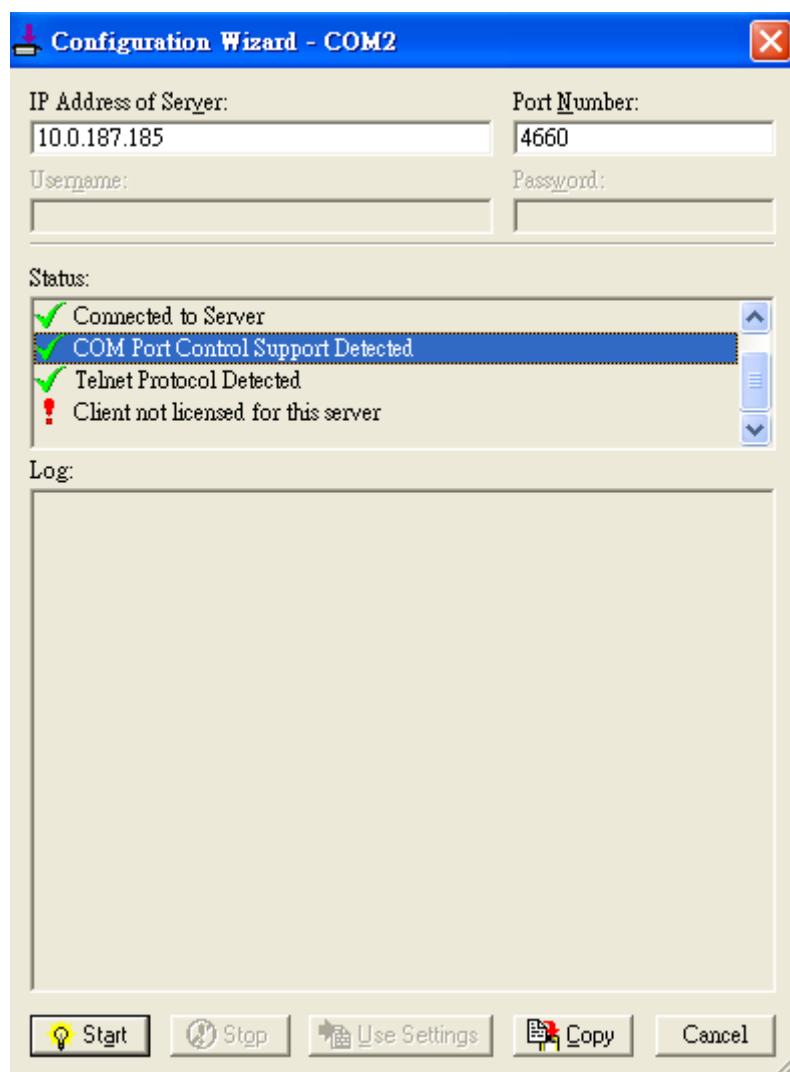 Configuration Wizard - COM2
IP Address of Server: Port Number:
10.0.187.185 4660
Username: Password:
Status:
Connected to Server
COM Port Control Support Detected
Telnet Protocol Detected
Client not licensed for this server
Log:
Start Stop Use Settings Copy Cancel